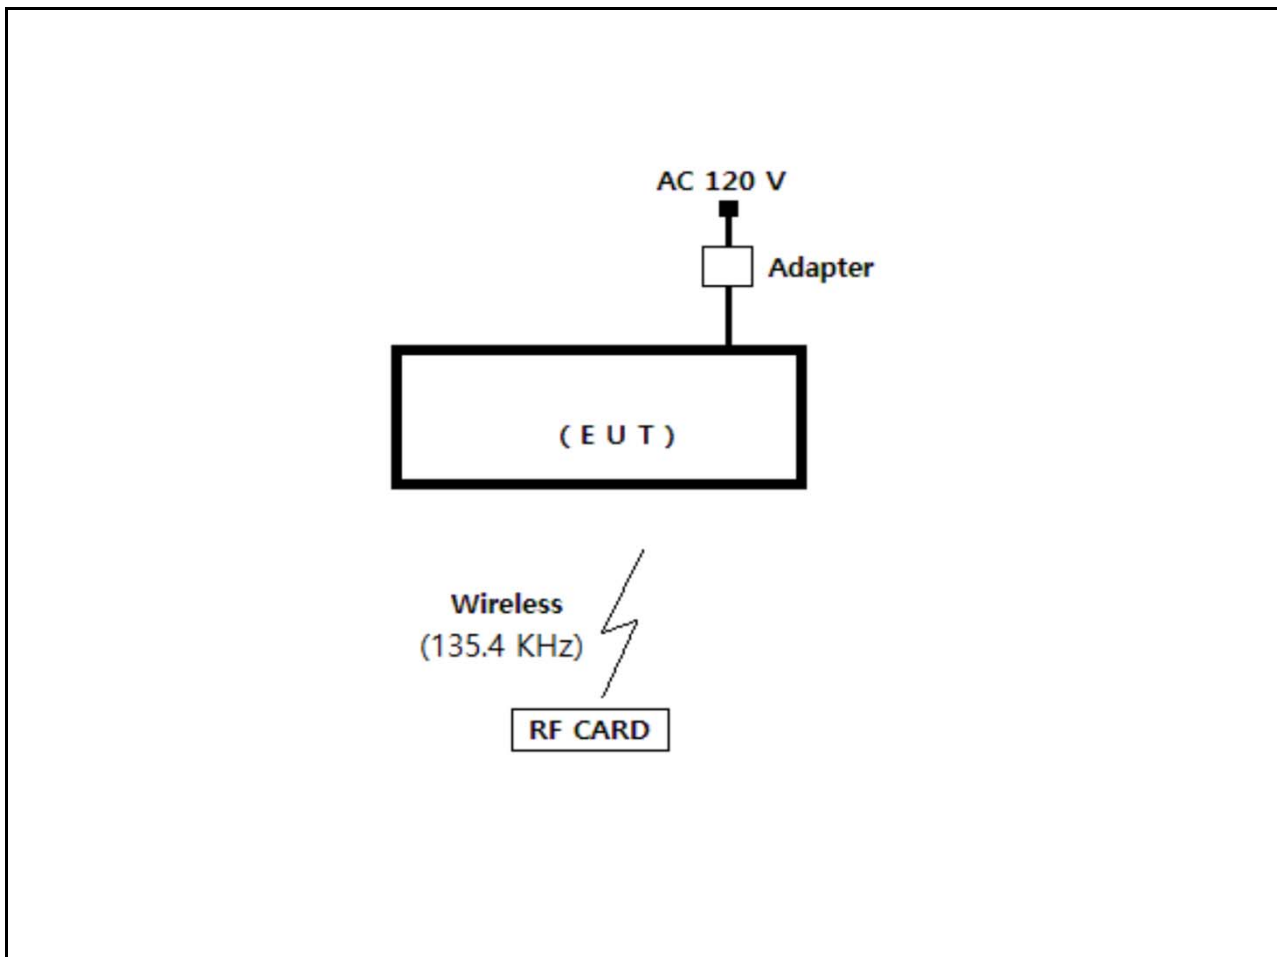 AC 120 V
Adapter
( E U T )
Wireless
(135.4 KHz)
RF CARD